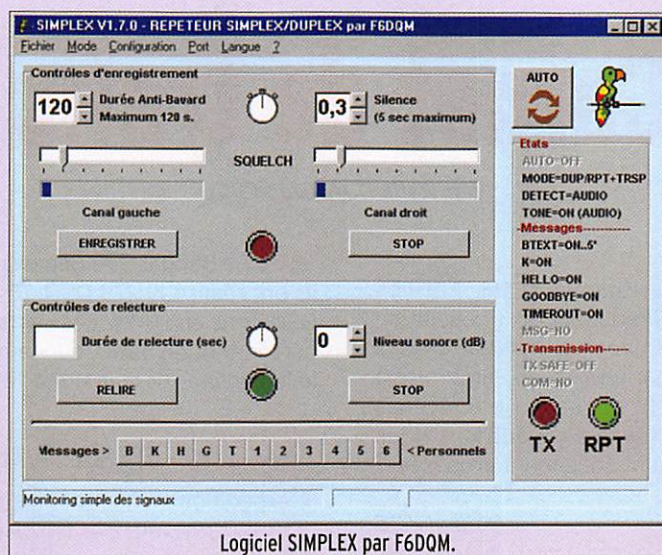 SIMPLEX V1.7.0 - REPETEUR SIMPLEX/DUPLEX par F6DQM
Fichier Mode Configuration Port Langue ?
Contrôles d'enregistrement
120 Durée Anti-Bavard
Maximum 120 s.
0,3 Silence
(5 sec maximum)
SQUELCH
Canal gauche
Canal droit
ENREGISTRER
STOP
Contrôles de relecture
Durée de relecture (sec)
0 Niveau sonore (dB)
RELIRE
STOP
Messages > B K H G T 1 2 3 4 5 6 < Personnels
Monitoring simple des signaux
AUTO
Etats
AUTO=OFF
MODE=DUP/RPT+TRSP
DETECT=AUDIO
TONE=ON (AUDIO)
-Messages----------
BTEXT=ON..5'
K=ON
HELLO=ON
GOODBYE=ON
TIMEROUT=ON
MSG=NO
-Transmission------
TX SAFE=OFF
COM=NO
TX RPT
Logiciel SIMPLEX par F6DQM.